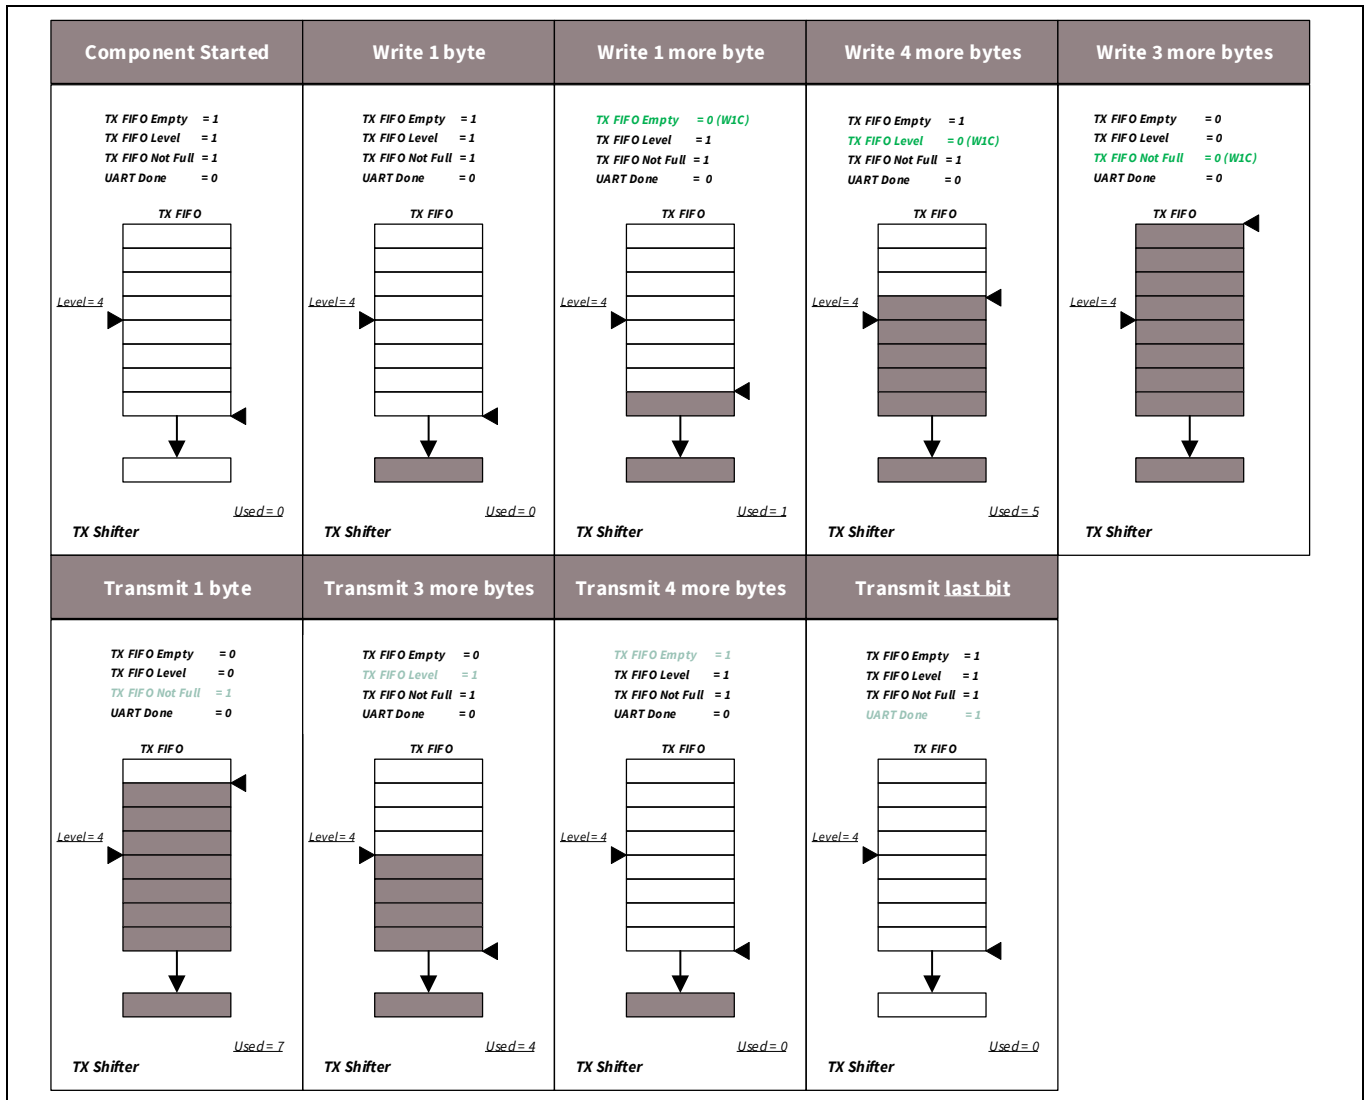 Component Started
Write 1 byte
Write 1 more byte
Write 4 more bytes
Write 3 more bytes
TX FIFO Empty = 1
TX FIFO Level = 1
TX FIFO Not Full = 1
UART Done = 0
TX FIFO
Level = 4
Used = 0
TX Shifter
TX FIFO Empty = 1
TX FIFO Level = 1
TX FIFO Not Full = 1
UART Done = 0
TX FIFO
Level = 4
Used = 0
TX Shifter
TX FIFO Empty = 0 (W1C)
TX FIFO Level = 1
TX FIFO Not Full = 1
UART Done = 0
TX FIFO
Level = 4
Used = 1
TX Shifter
TX FIFO Empty = 1
TX FIFO Level = 0 (W1C)
TX FIFO Not Full = 1
UART Done = 0
TX FIFO
Level = 4
Used = 5
TX Shifter
TX FIFO Empty = 0
TX FIFO Level = 0
TX FIFO Not Full = 0 (W1C)
UART Done = 0
TX FIFO
Level = 4
TX Shifter
Transmit 1 byte
Transmit 3 more bytes
Transmit 4 more bytes
Transmit last bit
TX FIFO Empty = 0
TX FIFO Level = 0
TX FIFO Not Full = 1
UART Done = 0
TX FIFO
Level = 4
Used = 7
TX Shifter
TX FIFO Empty = 0
TX FIFO Level = 1
TX FIFO Not Full = 1
UART Done = 0
TX FIFO
Level = 4
Used = 4
TX Shifter
TX FIFO Empty = 1
TX FIFO Level = 1
TX FIFO Not Full = 1
UART Done = 0
TX FIFO
Level = 4
Used = 0
TX Shifter
TX FIFO Empty = 1
TX FIFO Level = 1
TX FIFO Not Full = 1
UART Done = 1
TX FIFO
Level = 4
Used = 0
TX Shifter